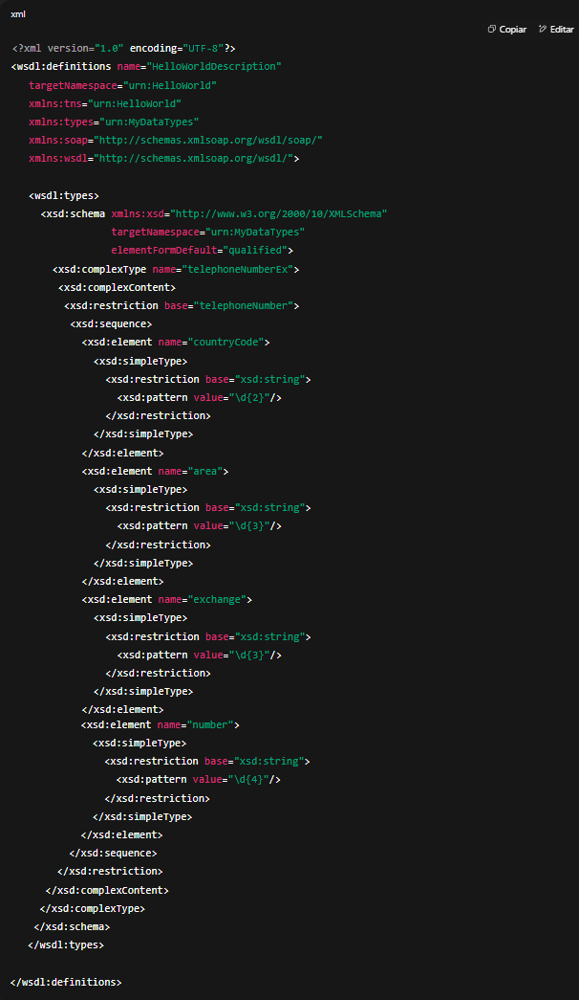 xml
Copiar Editar
<?xml version="1.0" encoding="UTF-8"?>
<wsdl:definitions name="HelloWorldDescription"
targetNamespace="urn:HelloWorld"
xmlns:tns="urn:HelloWorld"
xmlns:types="urn:MyDataTypes"
xmlns:soap="http://schemas.xmlsoap.org/wsdl/soap/"
xmlns:wsdl="http://schemas.xmlsoap.org/wsdl/">
<wsdl:types>
<xsd:schema xmlns:xsd="http://www.w3.org/2000/10/XMLSchema"
targetNamespace="urn:MyDataTypes"
elementFormDefault="qualified">
<xsd:complexType name="telephoneNumberEx">
<xsd:complexContent>
<xsd:restriction base="telephoneNumber">
<xsd:sequence>
<xsd:element name="countryCode">
<xsd:simpleType>
<xsd:restriction base="xsd:string">
<xsd:pattern value="\d{2}"/>
</xsd:restriction>
</xsd:simpleType>
</xsd:element>
<xsd:element name="area">
<xsd:simpleType>
<xsd:restriction base="xsd:string">
<xsd:pattern value="\d{3}"/>
</xsd:restriction>
</xsd:simpleType>
</xsd:element>
<xsd:element name="exchange">
<xsd:simpleType>
<xsd:restriction base="xsd:string">
<xsd:pattern value="\d{3}"/>
</xsd:restriction>
</xsd:simpleType>
</xsd:element>
<xsd:element name="number">
<xsd:simpleType>
<xsd:restriction base="xsd:string">
<xsd:pattern value="\d{4}"/>
</xsd:restriction>
</xsd:simpleType>
</xsd:element>
</xsd:sequence>
</xsd:restriction>
</xsd:complexContent>
</xsd:complexType>
</xsd:schema>
</wsdl:types>
</wsdl:definitions>